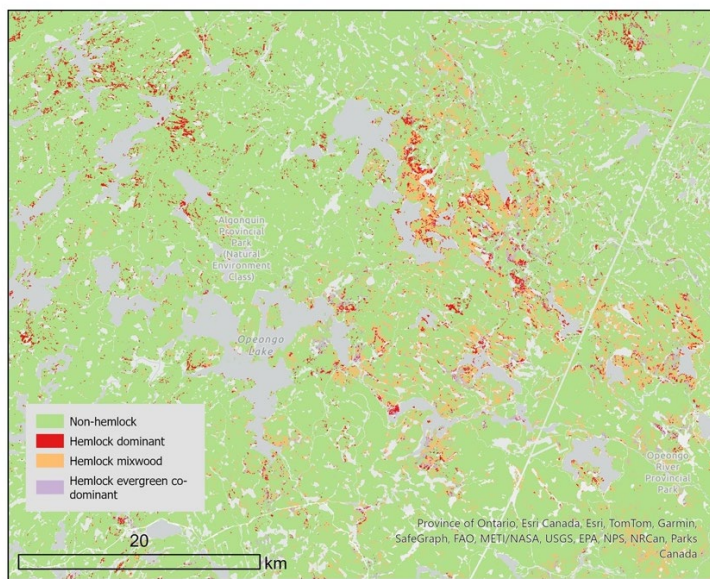 Algonquin
Provincial
Park
(Natural
Environment
Class)
Opeongo
Lake
Non-hemlock
Hemlock dominant
Hemlock mixwood
Hemlock evergreen co-
dominant
Opeongo
River
Provincial
Park
20
km
Province of Ontario, Esri Canada, Esri, TomTom, Garmin,
SafeGraph, FAO, METI/NASA, USGS, EPA, NPS, NRCan, Parks
Canada